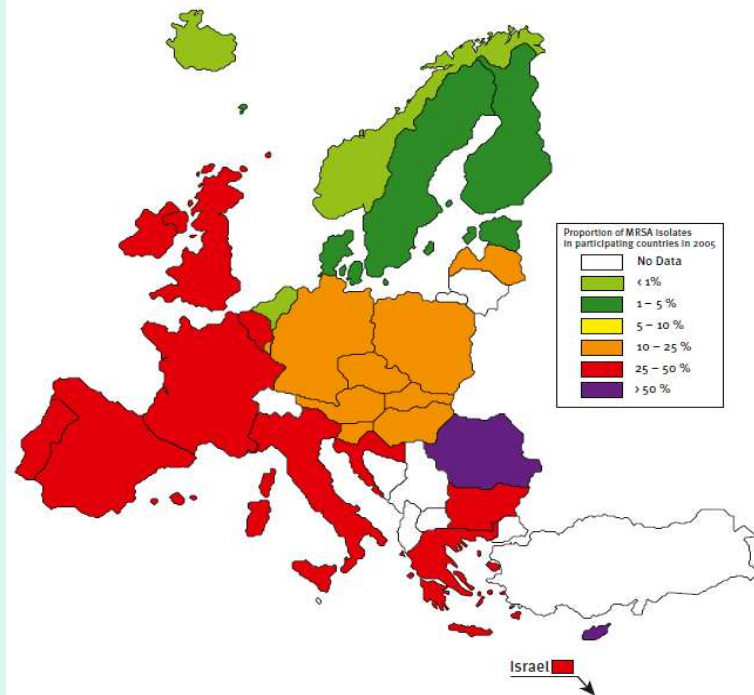 Proportion of MRSA isolates
in participating countries in 2005
No Data
< 1%
1 – 5 %
5 – 10 %
10 – 25 %
25 – 50 %
> 50 %
Israel